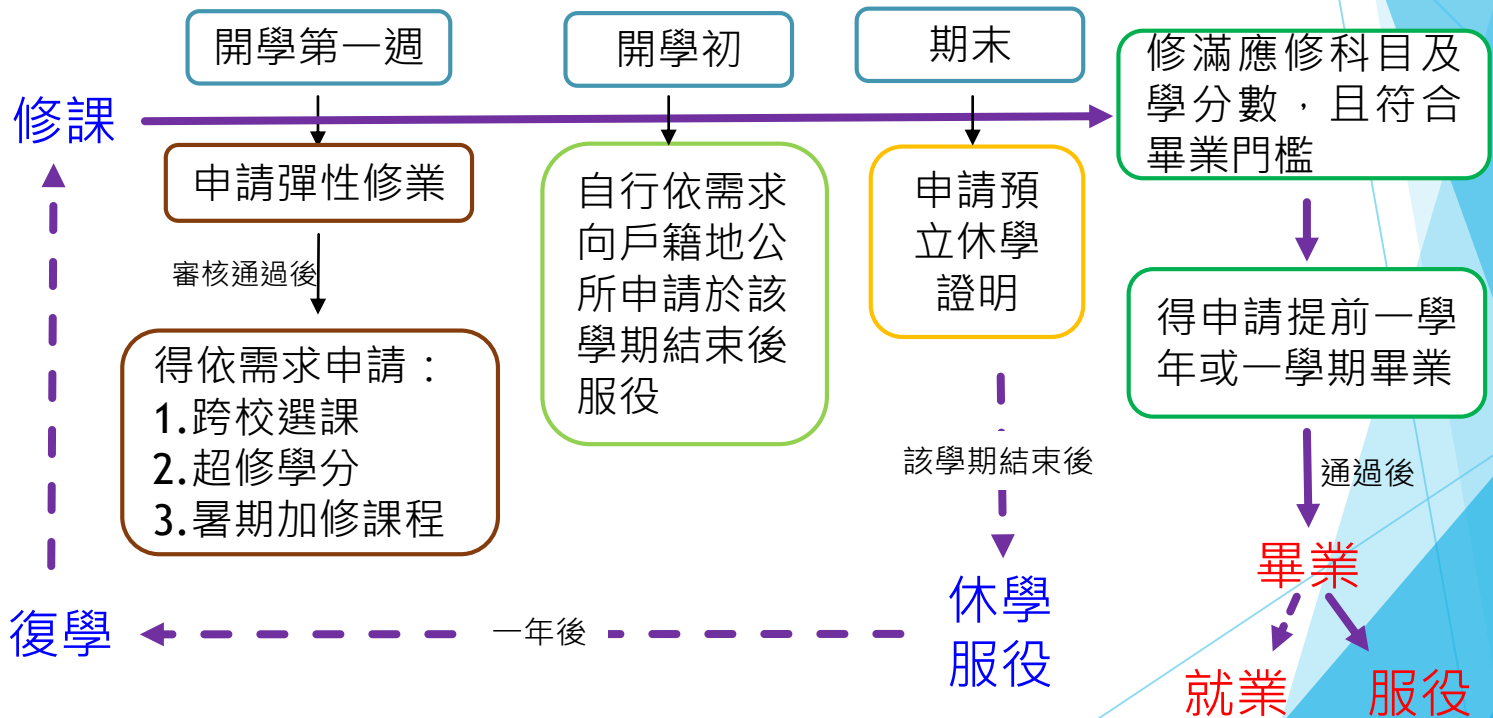 開學第一週
開學初
期末
修滿應修科目及
學分數，且符合
畢業門檻
修課
申請彈性修業
自行依需求
向戶籍地公
所申請於該
學期結束後
服役
申請預
立休學
證明
審核通過後
得依需求申請：
1.跨校選課
2.超修學分
3.暑期加修課程
得申請提前一學
年或一學期畢業
該學期結束後
通過後
畢業
休學
服役
一年後
復學
就業
服役